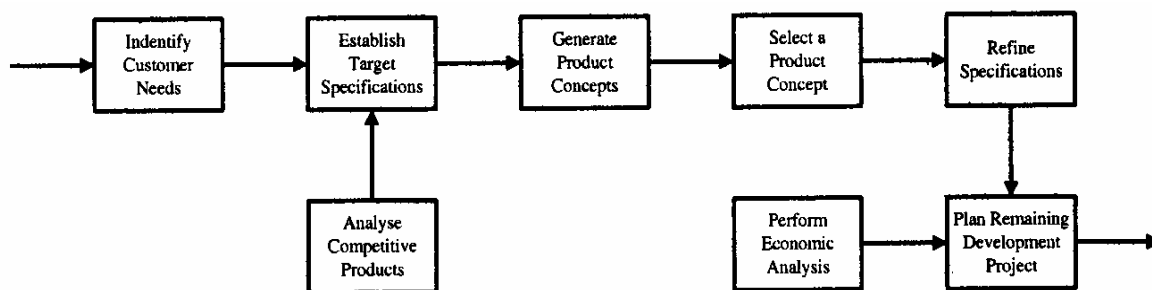 Indentify
Customer
Needs
Establish
Target
Specifications
Generate
Product
Concepts
Select a
Product
Concept
Refine
Specifications
Analyse
Competitive
Products
Perform
Economic
Analysis
Plan Remaining
Development
Project